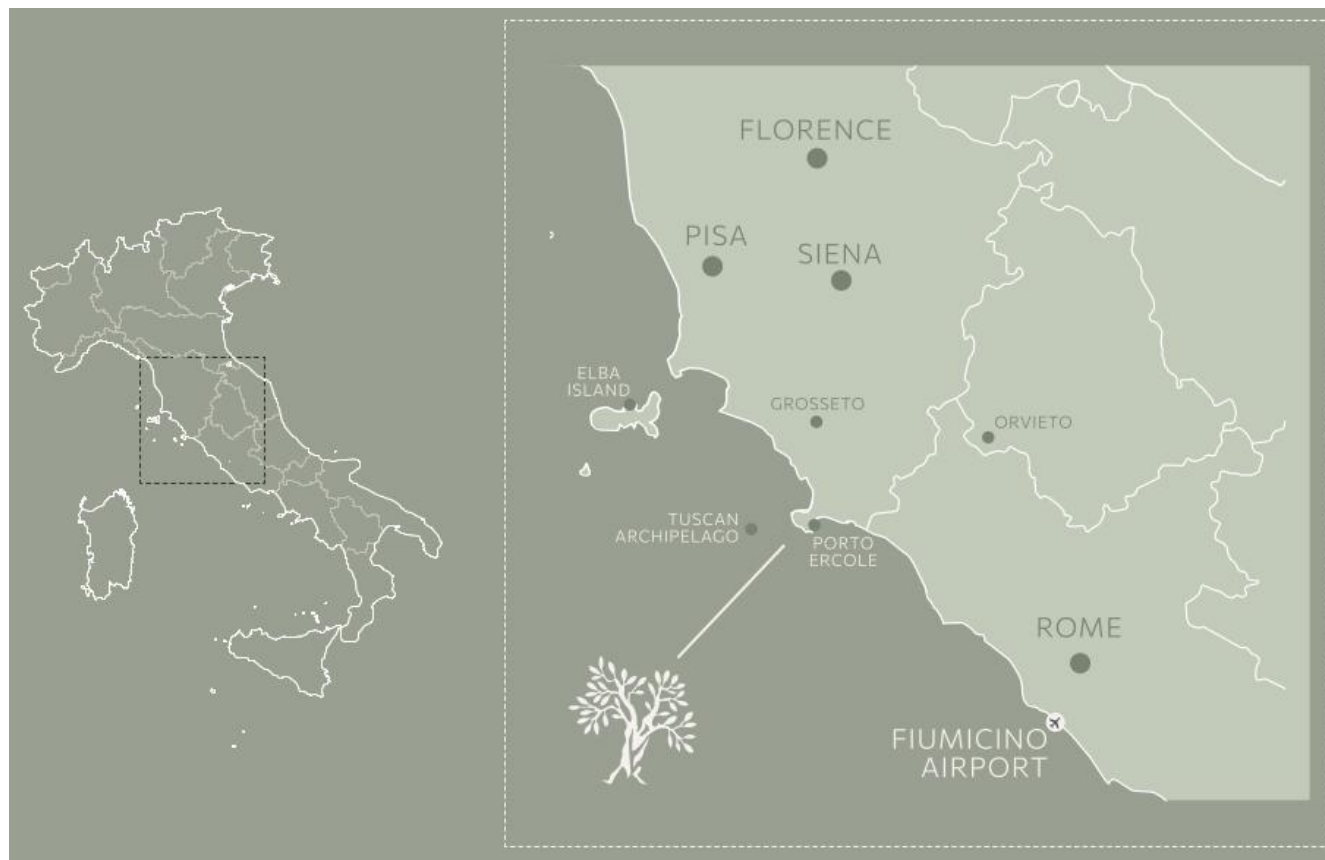 FLORENCE
PISA
SIENA
ELBA
ISLAND
GROSSETO
ORVIETO
TUSCAN
ARCHIPELAGO
PORTO
ERCOLE
ROME
FIUMICINO
AIRPORT